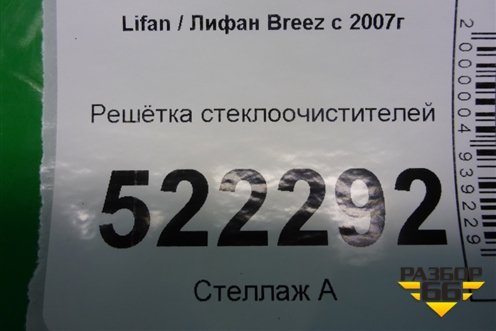 Lifan / Лифан Breez с 2007г
Решётка стеклоочистителей
522292
Стеллаж А
2000004939229
РАЗБОР
66